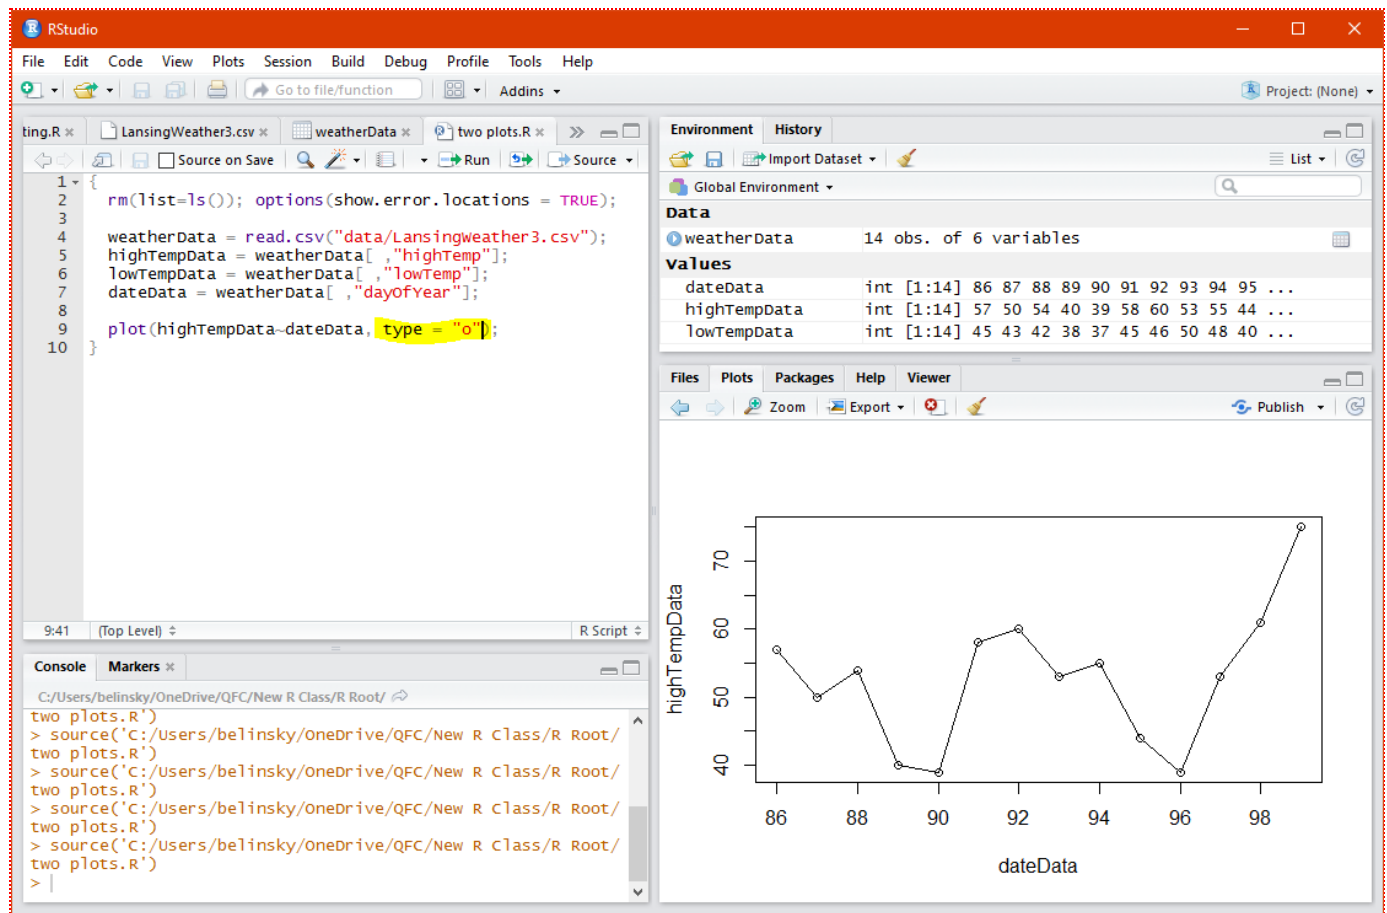 RStudio
File Edit Code View Plots Session Build Debug Profile Tools Help
Go to file/function Addins Project: (None)
ting.R LansingWeather3.csv weatherData two plots.R
Source on Save Run Source
1 {
2 rm(list=ls()); options(show.error.locations = TRUE);
3
4 weatherData = read.csv("data/LansingWeather3.csv");
5 highTempData = weatherData[ ,"highTemp"];
6 lowTempData = weatherData[ ,"lowTemp"];
7 dateData = weatherData[ ,"dayOfYear"];
8
9 plot(highTempData~dateData, type = "o");
10 }
9:41 (Top Level) R Script
Console Markers
C:/Users/belinsky/OneDrive/QFC/New R Class/R Root/
two plots.R')
> source('C:/Users/belinsky/OneDrive/QFC/New R Class/R Root/
two plots.R')
> source('C:/Users/belinsky/OneDrive/QFC/New R Class/R Root/
two plots.R')
> source('C:/Users/belinsky/OneDrive/QFC/New R Class/R Root/
two plots.R')
> source('C:/Users/belinsky/OneDrive/QFC/New R Class/R Root/
two plots.R')
>
Environment History
Import Dataset List
Global Environment
Data
weatherData 14 obs. of 6 variables
Values
dateData int [1:14] 86 87 88 89 90 91 92 93 94 95 ...
highTempData int [1:14] 57 50 54 40 39 58 60 53 55 44 ...
lowTempData int [1:14] 45 43 42 38 37 45 46 50 48 40 ...
Files Plots Packages Help Viewer
Zoom Export Publish
highTempData
70
60
50
40
86 88 90 92 94 96 98
dateData